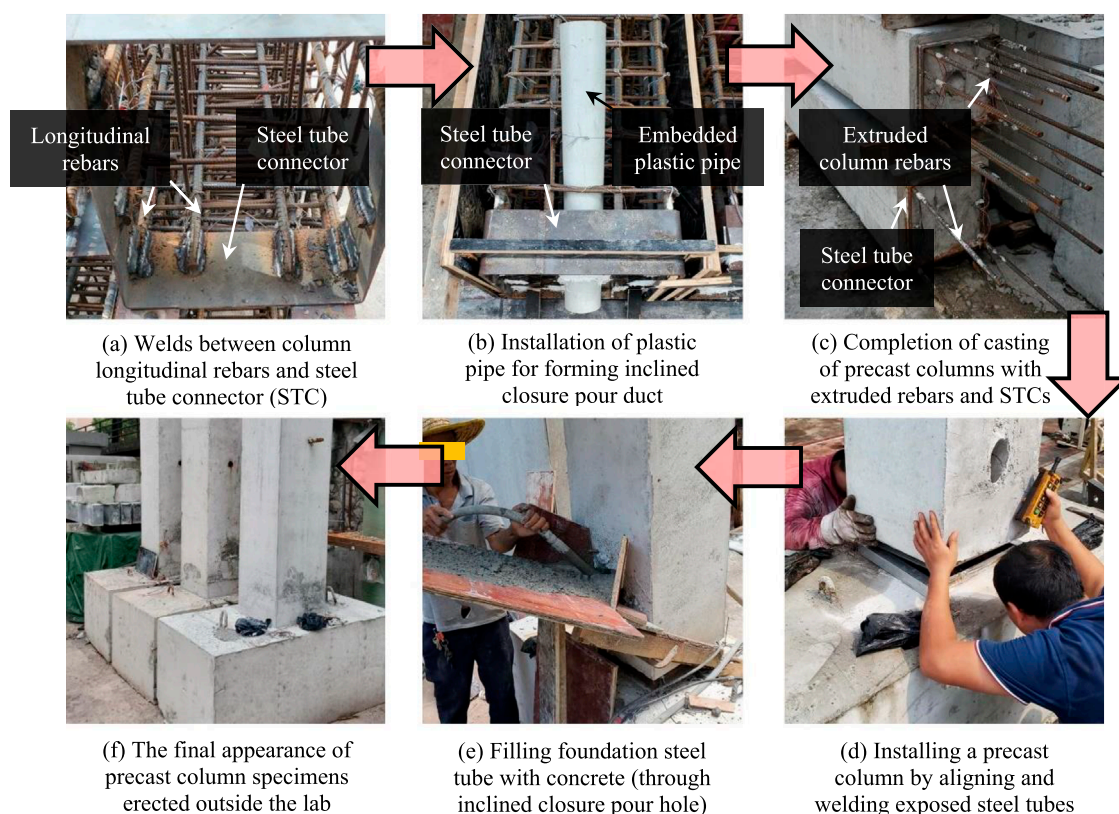 Longitudinal
rebars
Steel tube
connector
Steel tube
connector
Embedded
plastic pipe
Extruded
column rebars
Steel tube
connector
(a) Welds between column
longitudinal rebars and steel
tube connector (STC)
(b) Installation of plastic
pipe for forming inclined
closure pour duct
(c) Completion of casting
of precast columns with
extruded rebars and STCs
(f) The final appearance of
precast column specimens
erected outside the lab
(e) Filling foundation steel
tube with concrete (through
inclined closure pour hole)
(d) Installing a precast
column by aligning and
welding exposed steel tubes